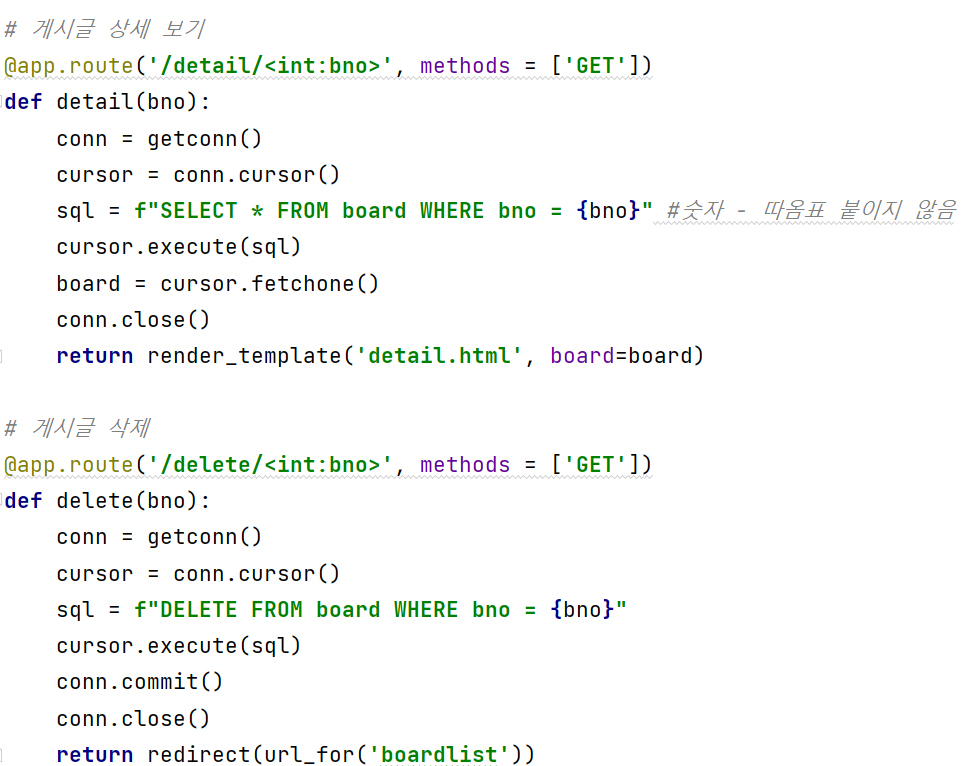 # 게시글 상세 보기
@app.route('/detail/<int:bno>', methods = ['GET'])
def detail(bno):
    conn = getconn()
    cursor = conn.cursor()
    sql = f"SELECT * FROM board WHERE bno = {bno}" #숫자 - 따옴표 붙이지 않음
    cursor.execute(sql)
    board = cursor.fetchone()
    conn.close()
    return render_template('detail.html', board=board)
# 게시글 삭제
@app.route('/delete/<int:bno>', methods = ['GET'])
def delete(bno):
    conn = getconn()
    cursor = conn.cursor()
    sql = f"DELETE FROM board WHERE bno = {bno}"
    cursor.execute(sql)
    conn.commit()
    conn.close()
    return redirect(url_for('boardlist'))